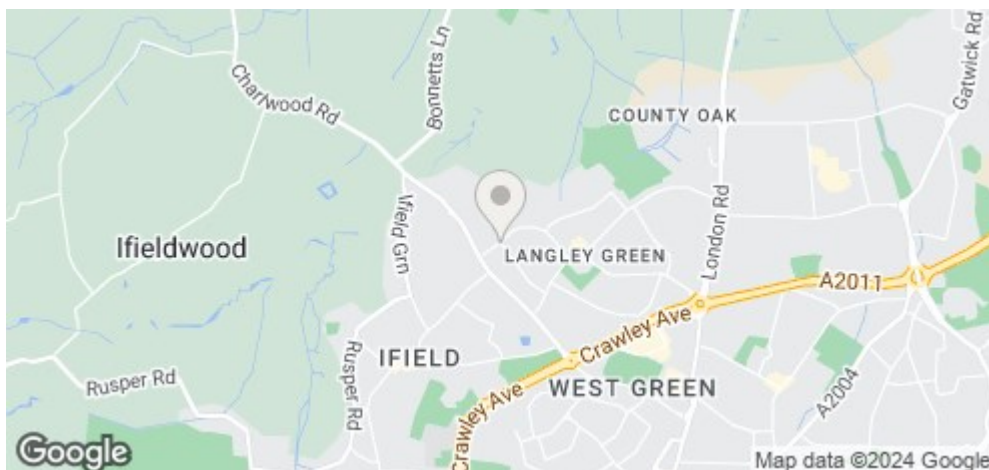 Charlwood Rd
Bonnetts Ln
Gatwick Rd
COUNTY OAK
Ifield Grn
London Rd
Ifieldwood
LANGLEY GREEN
A2011
Crawley Ave
IFIELD
Rusper Rd
Rusper Rd
WEST GREEN
A2004
Crawley Ave
Google
Map data ©2024 Google